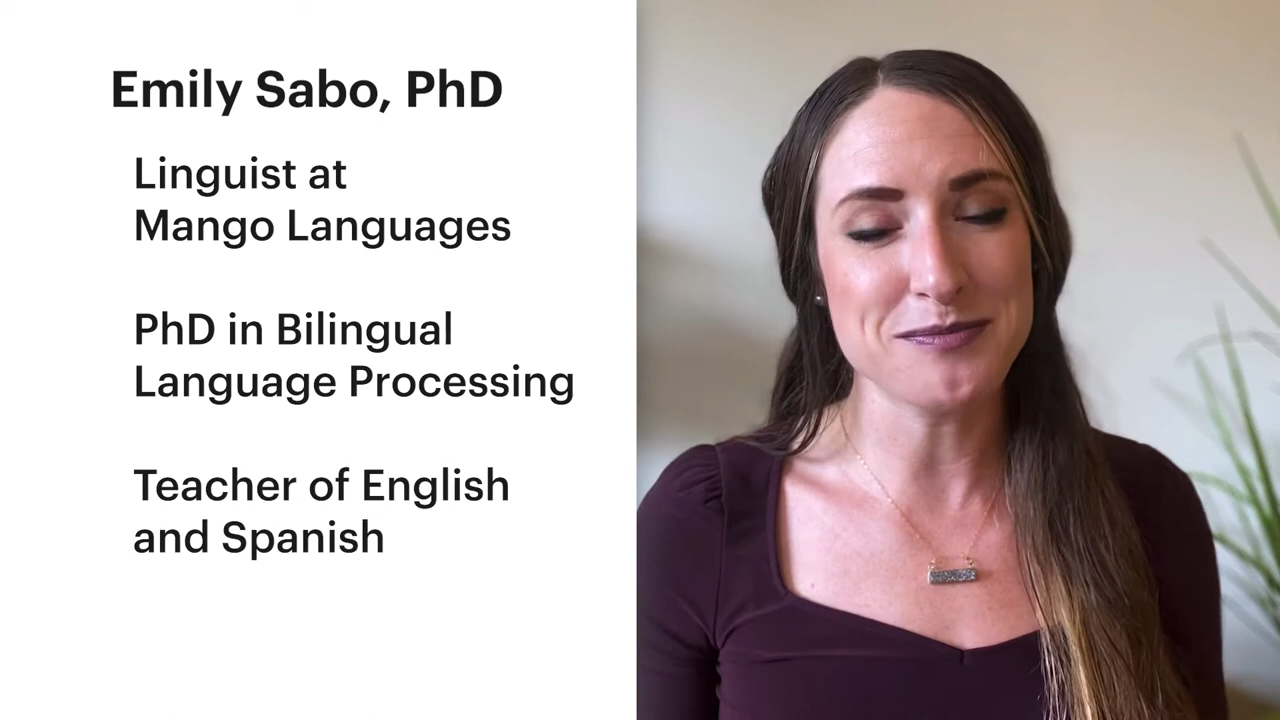 Emily Sabo, PhD
Linguist at
Mango Languages
PhD in Bilingual
Language Processing
Teacher of English
and Spanish